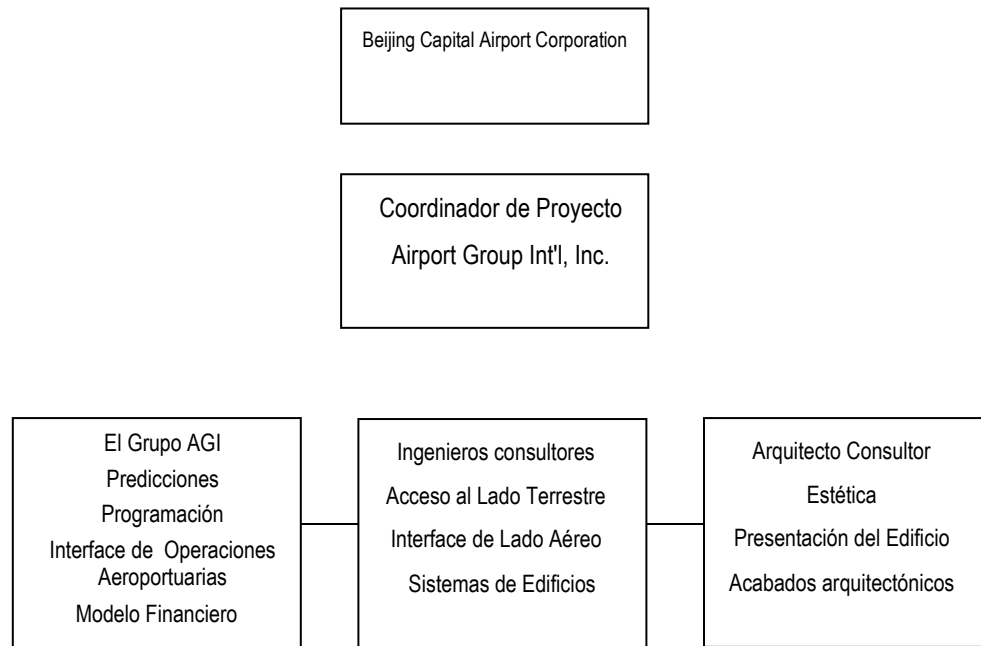 Beijing Capital Airport Corporation
Coordinador de Proyecto
Airport Group Int'l, Inc.
El Grupo AGI
Predicciones
Programación
Interface de Operaciones
Aeroportuarias
Modelo Financiero
Ingenieros consultores
Acceso al Lado Terrestre
Interface de Lado Aéreo
Sistemas de Edificios
Arquitecto Consultor
Estética
Presentación del Edificio
Acabados arquitectónicos